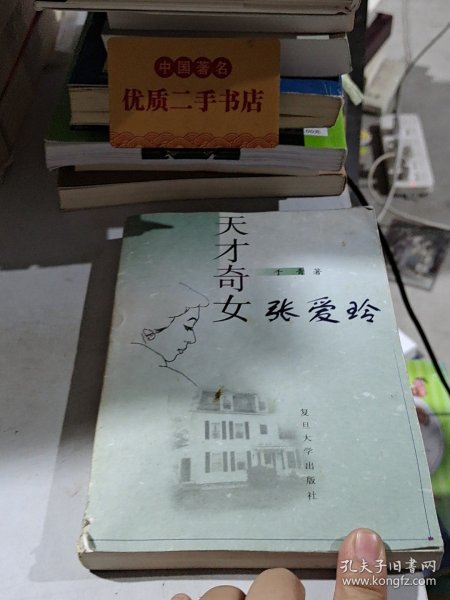 中国著名
优质二手书店
天才奇女
于青 著
张爱玲
复旦大学出版社
孔夫子旧书网
www.kongfz.com